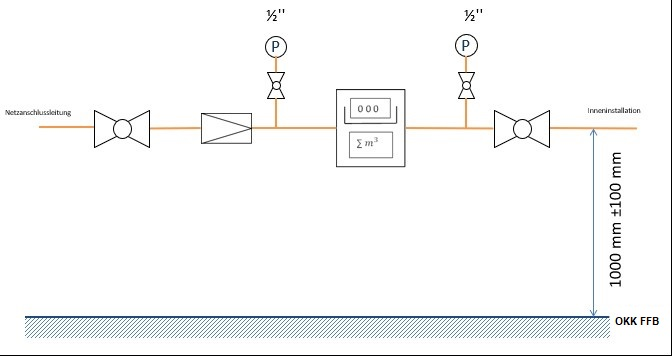 ½"
½"
P
P
Netzanschlussleitung
000
∑ m³
Inneninstallation
1000 mm ±100 mm
OKK FFB